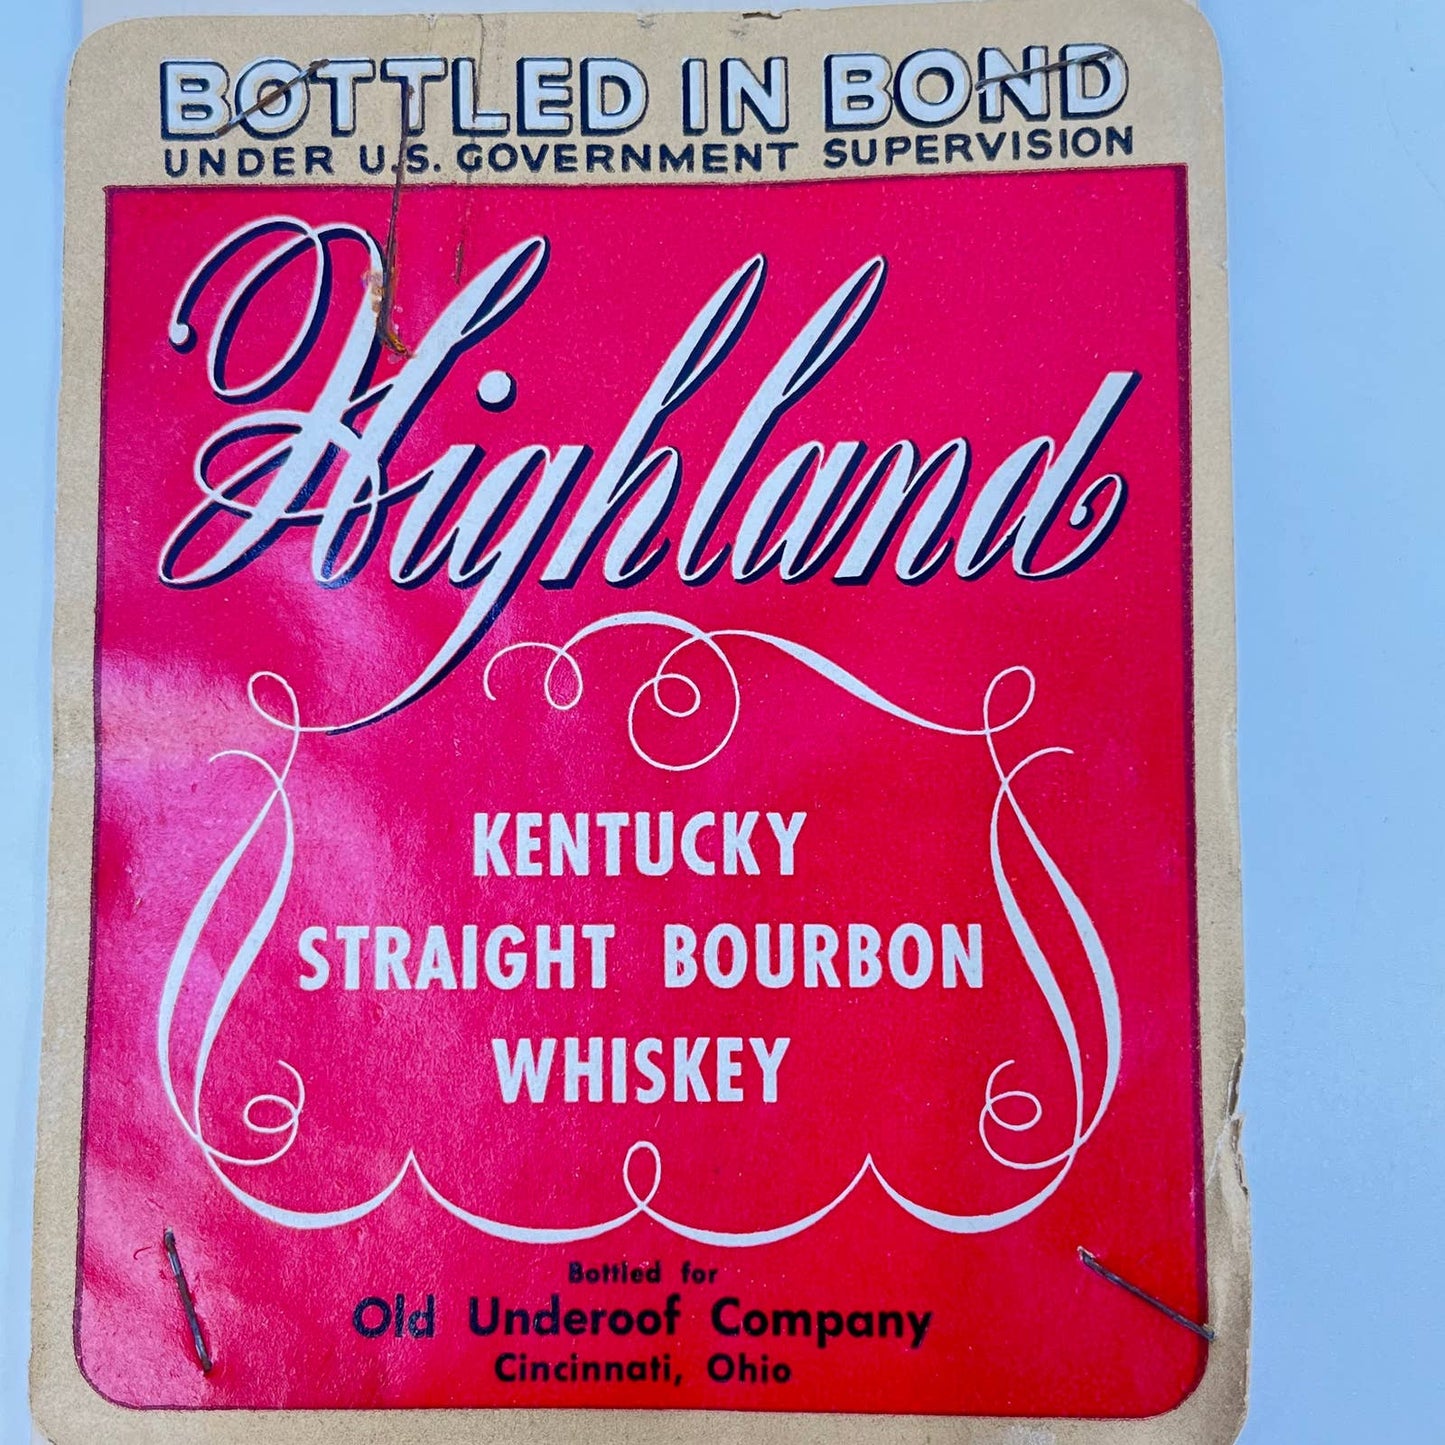 BOTTLED IN BOND
UNDER U.S. GOVERNMENT SUPERVISION
Highland
KENTUCKY
STRAIGHT BOURBON
WHISKEY
Bottled for
Old Underoof Company
Cincinnati, Ohio